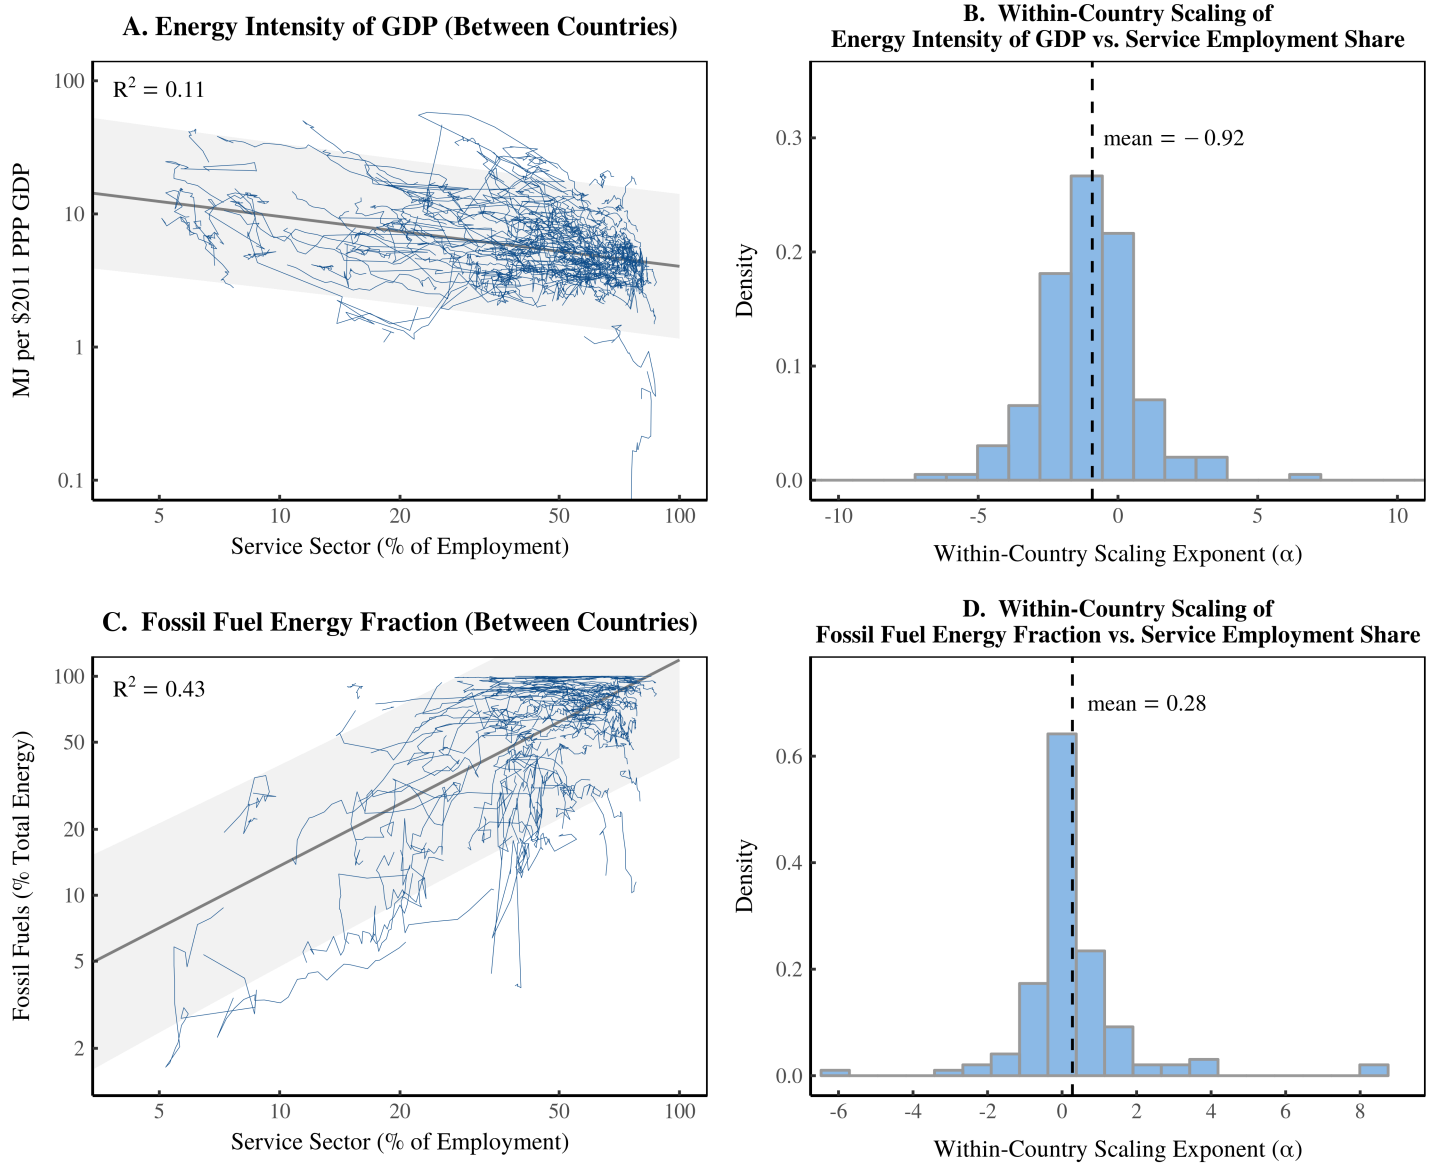 A. Energy Intensity of GDP (Between Countries)
R² = 0.11
MJ per $2011 PPP GDP
100
10
1
0.1
5 10 20 50 100
Service Sector (% of Employment)
B. Within-Country Scaling of
Energy Intensity of GDP vs. Service Employment Share
mean = − 0.92
Density
0.3
0.2
0.1
0.0
-10 -5 0 5 10
Within-Country Scaling Exponent (α)
C. Fossil Fuel Energy Fraction (Between Countries)
R² = 0.43
Fossil Fuels (% Total Energy)
100
50
20
10
5
2
5 10 20 50 100
Service Sector (% of Employment)
D. Within-Country Scaling of
Fossil Fuel Energy Fraction vs. Service Employment Share
mean = 0.28
Density
0.6
0.4
0.2
0.0
-6 -4 -2 0 2 4 6 8
Within-Country Scaling Exponent (α)